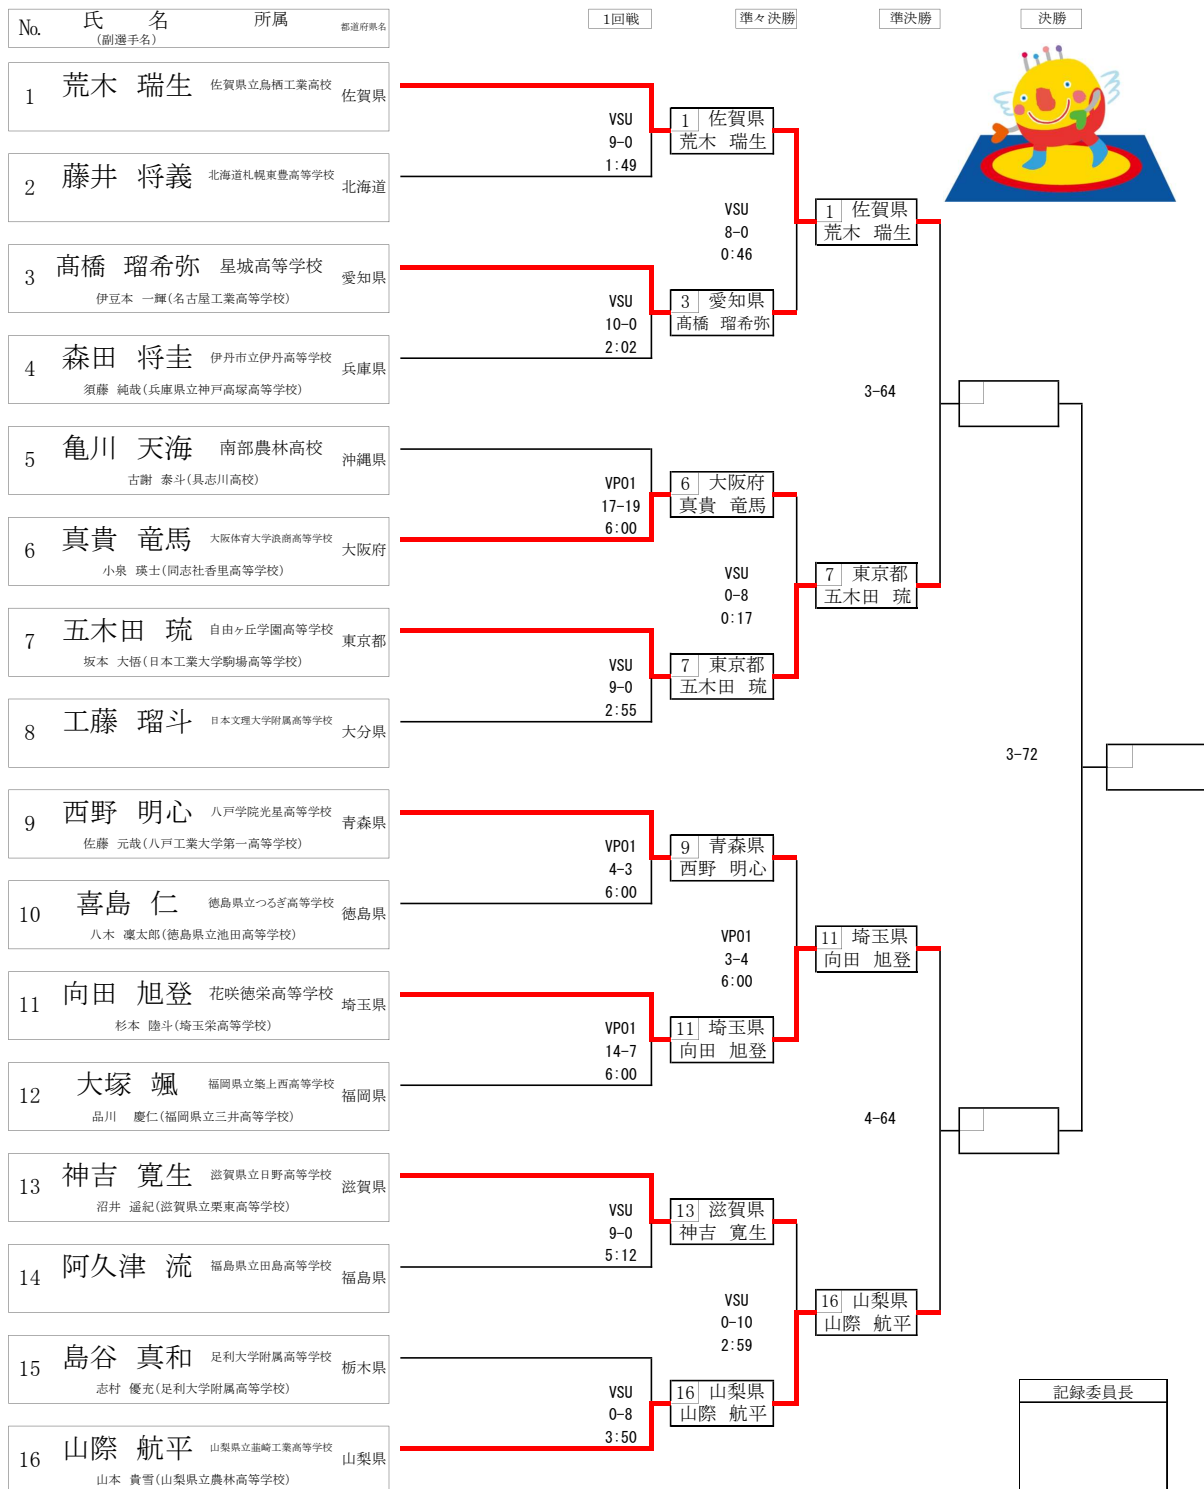 No. 氏 名 所属 都道府県名
(副選手名)
1回戦 準々決勝 準決勝 決勝
1 荒木 瑞生 佐賀県立鳥栖工業高校 佐賀県
VSU
9-0
1:49
1 佐賀県
荒木 瑞生
2 藤井 将義 北海道札幌東豊高等学校 北海道
VSU
8-0
0:46
1 佐賀県
荒木 瑞生
3 髙橋 瑠希弥 星城高等学校 愛知県
伊豆本 一輝(名古屋工業高等学校)
VSU
10-0
2:02
3 愛知県
髙橋 瑠希弥
4 森田 将圭 伊丹市立伊丹高等学校 兵庫県
須藤 純哉(兵庫県立神戸高塚高等学校)
3-64
5 亀川 天海 南部農林高校 沖縄県
古謝 泰斗(具志川高校)
VPO1
17-19
6:00
6 大阪府
真貴 竜馬
6 真貴 竜馬 大阪体育大学浪商高等学校 大阪府
小泉 瑛士(同志社香里高等学校)
VSU
0-8
0:17
7 東京都
五木田 琉
7 五木田 琉 自由ヶ丘学園高等学校 東京都
坂本 大悟(日本工業大学駒場高等学校)
VSU
9-0
2:55
7 東京都
五木田 琉
8 工藤 瑠斗 日本文理大学附属高等学校 大分県
3-72
9 西野 明心 八戸学院光星高等学校 青森県
佐藤 元哉(八戸工業大学第一高等学校)
VPO1
4-3
6:00
9 青森県
西野 明心
10 喜島 仁 徳島県立つるぎ高等学校 徳島県
八木 凜太郎(徳島県立池田高等学校)
VPO1
3-4
6:00
11 埼玉県
向田 旭登
11 向田 旭登 花咲徳栄高等学校 埼玉県
杉本 陸斗(埼玉栄高等学校)
VPO1
14-7
6:00
11 埼玉県
向田 旭登
12 大塚 颯 福岡県立築上西高等学校 福岡県
品川 慶仁(福岡県立三井高等学校)
4-64
13 神吉 寛生 滋賀県立日野高等学校 滋賀県
沼井 遥紀(滋賀県立栗東高等学校)
VSU
9-0
5:12
13 滋賀県
神吉 寛生
14 阿久津 流 福島県立田島高等学校 福島県
VSU
0-10
2:59
16 山梨県
山際 航平
15 島谷 真和 足利大学附属高等学校 栃木県
志村 優充(足利大学附属高等学校)
VSU
0-8
3:50
16 山梨県
山際 航平
16 山際 航平 山梨県立韮崎工業高等学校 山梨県
山本 貴雪(山梨県立農林高等学校)
記録委員長